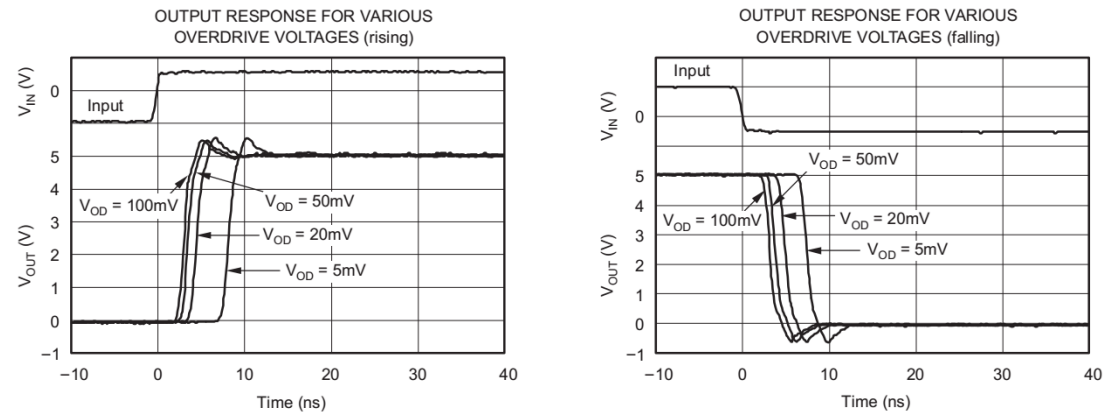 OUTPUT RESPONSE FOR VARIOUS
OVERDRIVE VOLTAGES (rising)
V_IN (V)
0
Input
5
4
3
2
1
0
−1
V_OUT (V)
V_OD = 100mV
V_OD = 50mV
V_OD = 20mV
V_OD = 5mV
−10 0 10 20 30 40
Time (ns)
OUTPUT RESPONSE FOR VARIOUS
OVERDRIVE VOLTAGES (falling)
V_IN (V)
Input
0
5
4
3
2
1
0
−1
V_OUT (V)
V_OD = 50mV
V_OD = 100mV
V_OD = 20mV
V_OD = 5mV
−10 0 10 20 30 40
Time (ns)